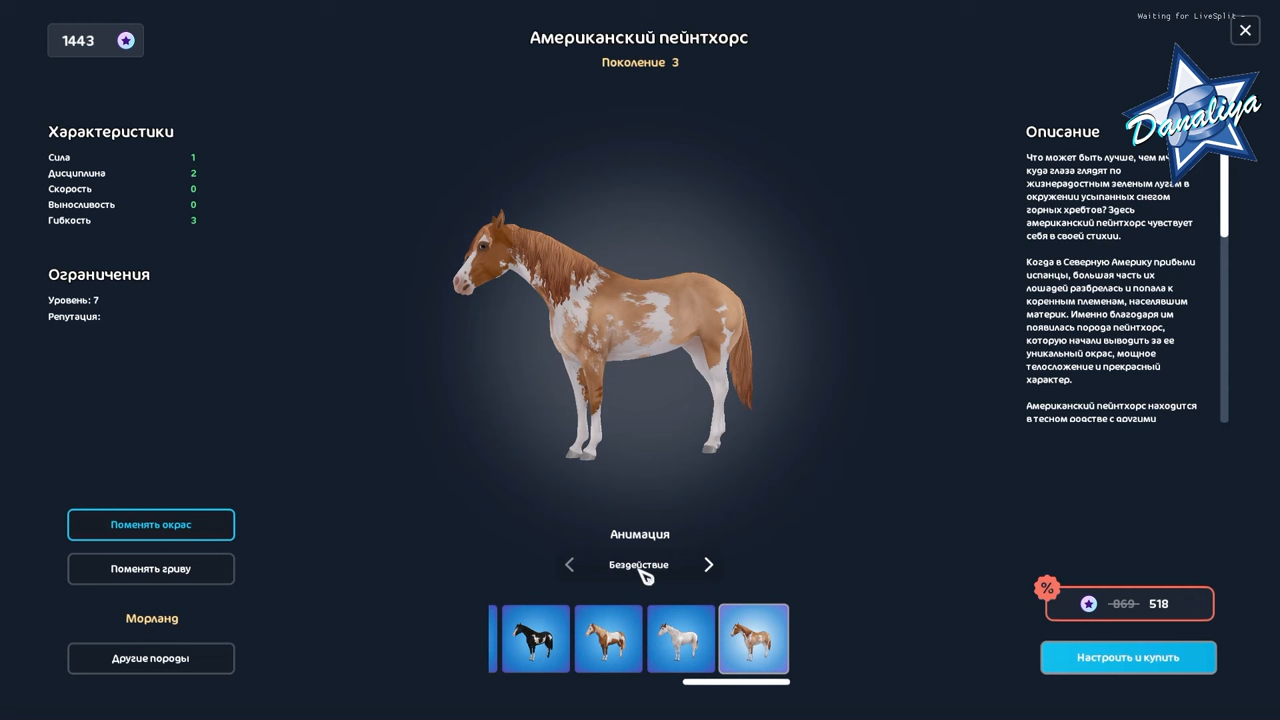 Waiting for LiveSplit -
1443
Американский пейнтхорс
Поколение 3
Danaliya
Характеристики
Сила 1
Дисциплина 2
Скорость 0
Выносливость 0
Гибкость 3
Ограничения
Уровень: 7
Репутация:
Описание
Что может быть лучше, чем
куда глаза глядят по
жизнерадостным зеленым лугам в
окружении усыпанных снегом
горных хребтов? Здесь
американский пейнтхорс чувствует
себя в своей стихии.
Когда в Северную Америку прибыли
испанцы, большая часть их
лошадей разбрелась и попала к
коренным племенам, населявшим
материк. Именно благодаря им
появилась порода пейнтхорс,
которую начали выводить за ее
уникальный окрас, мощное
телосложение и прекрасный
характер.
Американский пейнтхорс находится
в тесном родстве с другими
Поменять окрас
Поменять гриву
Морланд
Другие породы
Анимация
Бездействие
% 869 518
Настроить и купить